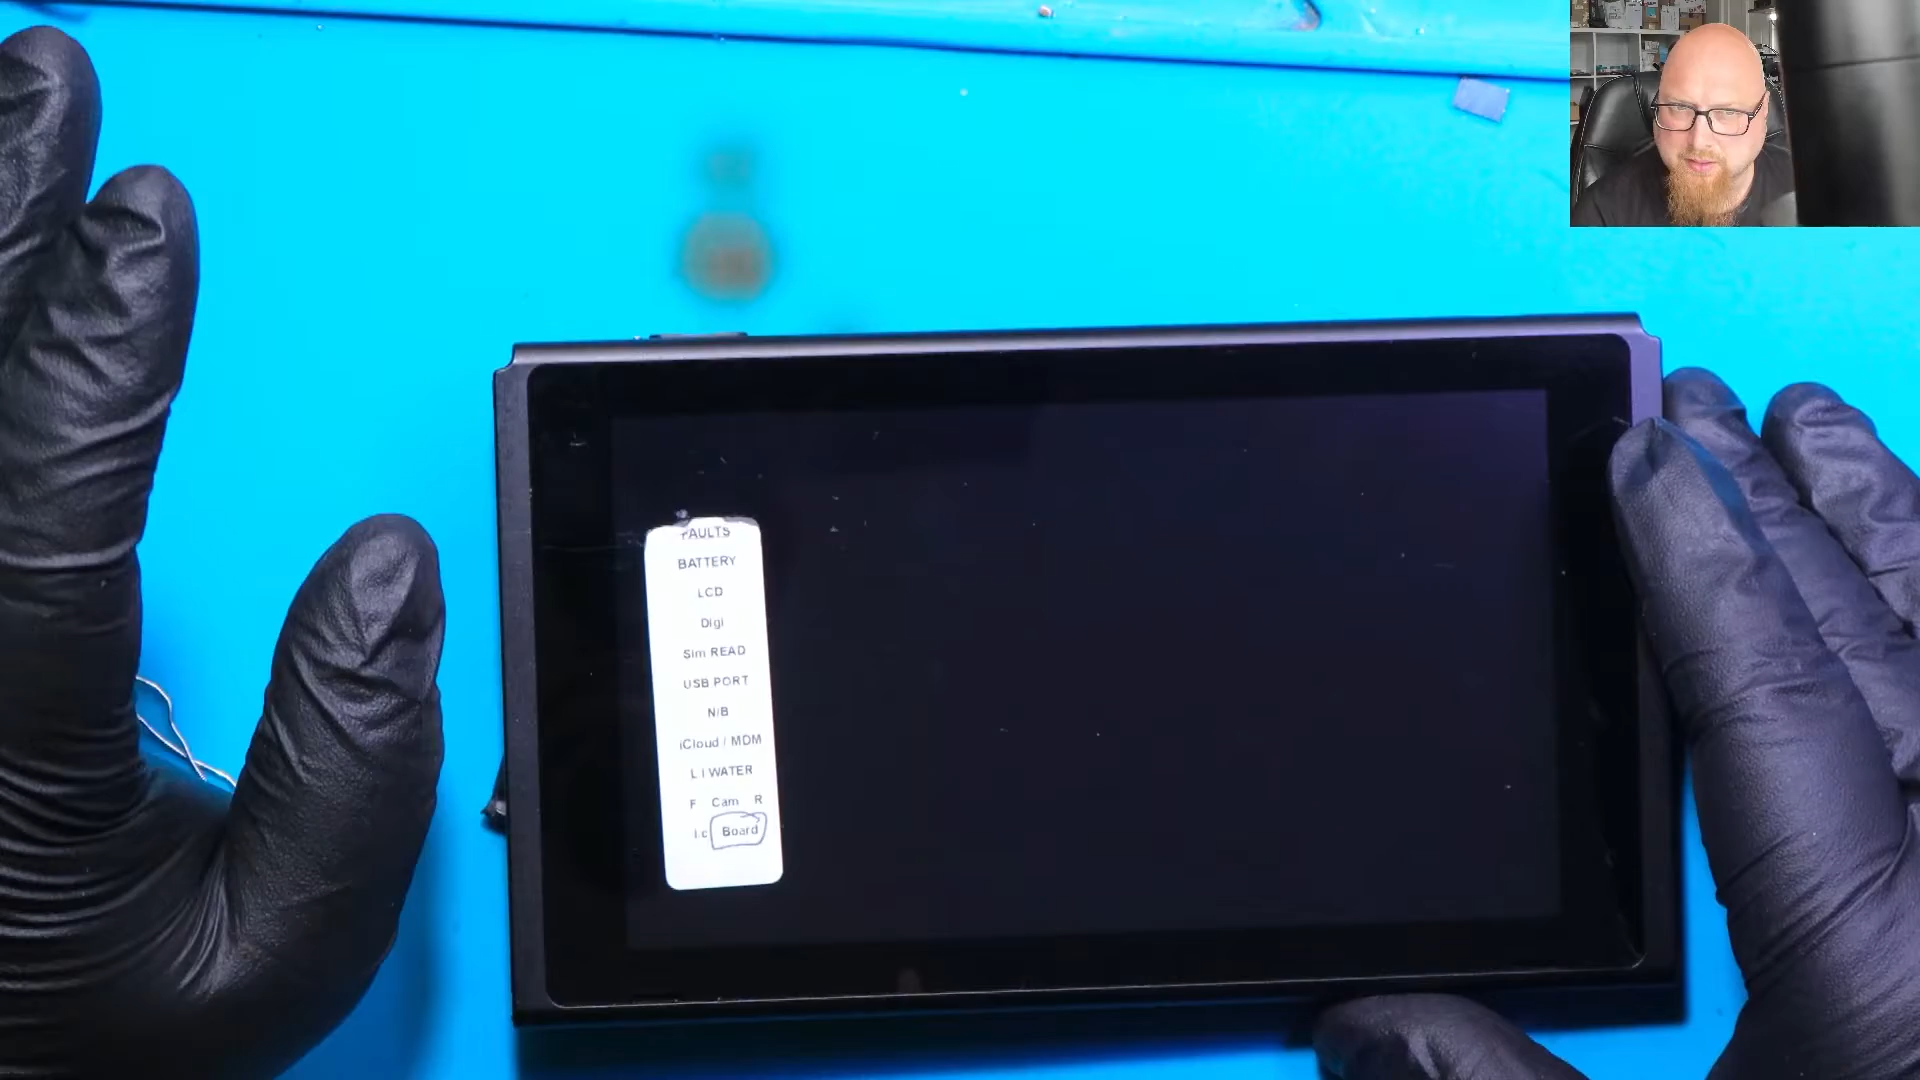 FAULTS
BATTERY
LCD
Digi
Sim READ
USB PORT
N/B
iCloud / MDM
L I WATER
F Cam R
I.c Board